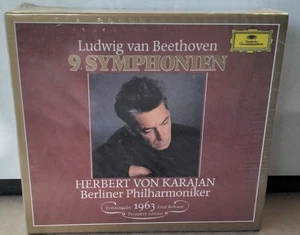 Ludwig van Beethoven
9 SYMPHONIEN
HERBERT VON KARAJAN
Berliner Philharmoniker
1963